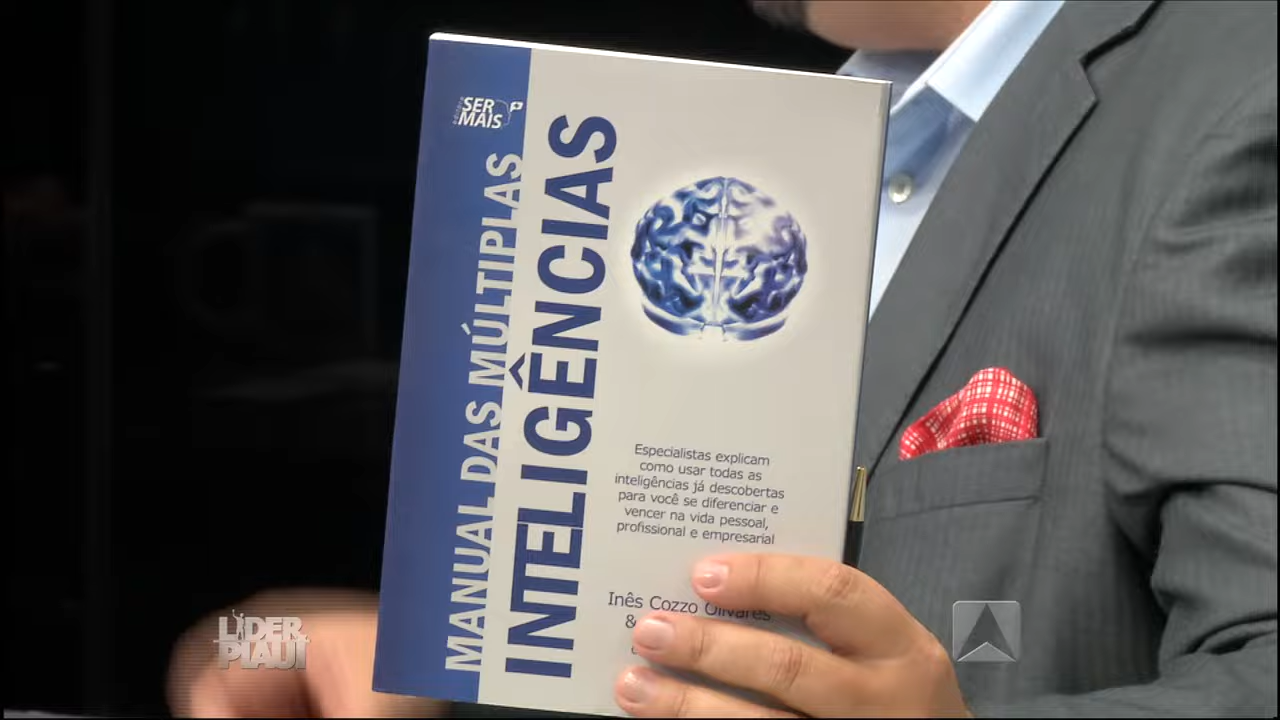 EDITORA
SER
MAIS
MANUAL DAS MÚLTIPLAS
INTELIGÊNCIAS
Especialistas explicam
como usar todas as
inteligências já descobertas
para você se diferenciar e
vencer na vida pessoal,
profissional e empresarial
Inês Cozzo Olivares
&
LÍDER
PIAUÍ